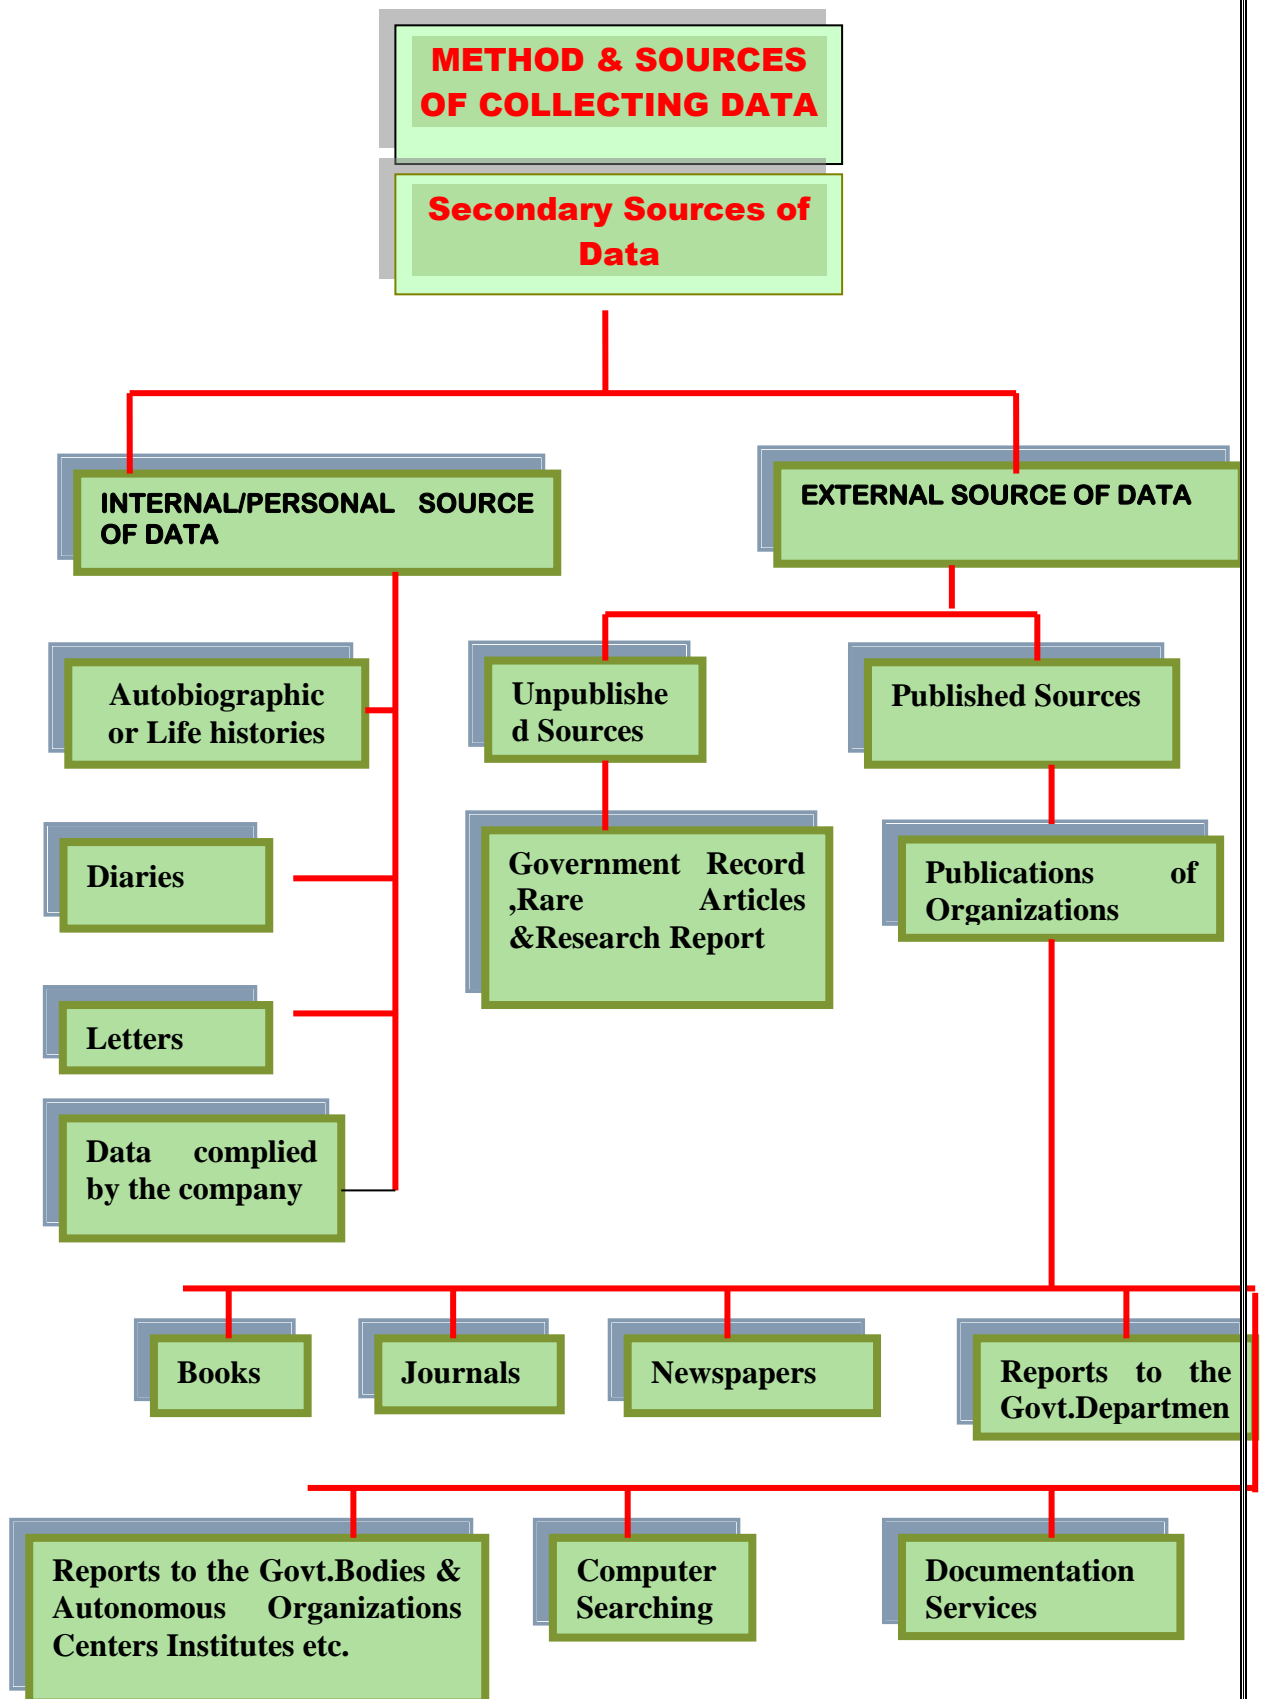 METHOD & SOURCES
OF COLLECTING DATA
Secondary Sources of
Data
INTERNAL/PERSONAL SOURCE
OF DATA
EXTERNAL SOURCE OF DATA
Autobiographic
or Life histories
Unpublishe
d Sources
Published Sources
Diaries
Government Record
,Rare Articles
&Research Report
Publications of
Organizations
Letters
Data complied
by the company
Books
Journals
Newspapers
Reports to the
Govt.Departmen
Reports to the Govt.Bodies &
Autonomous Organizations
Centers Institutes etc.
Computer
Searching
Documentation
Services